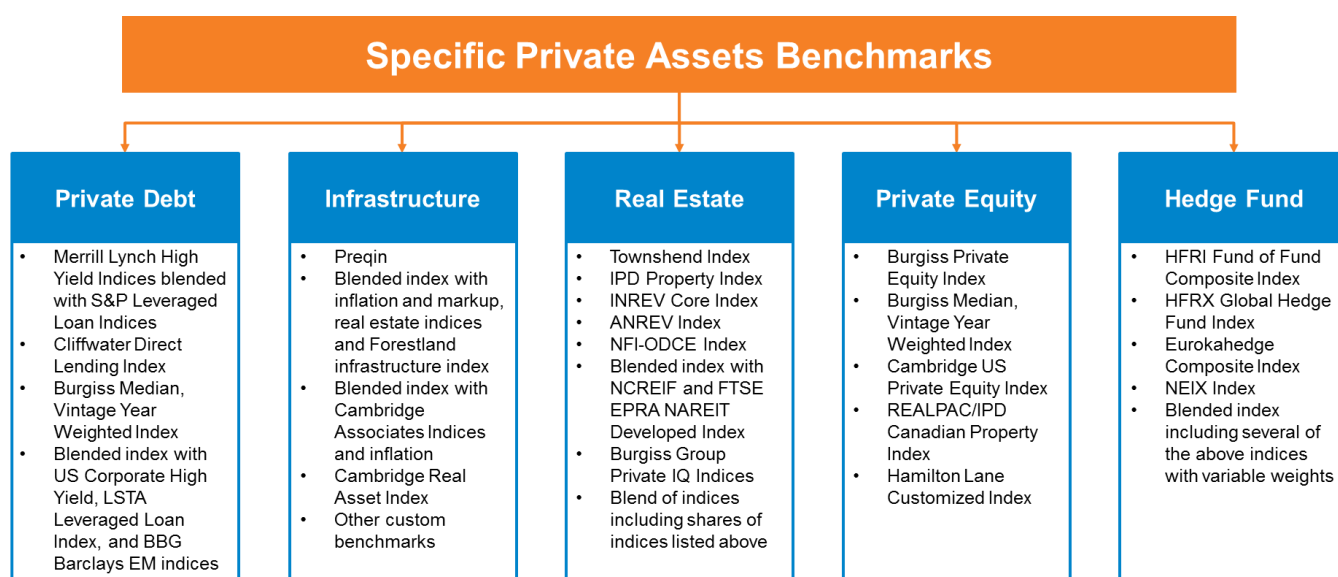 Specific Private Assets Benchmarks
Private Debt
• Merrill Lynch High
Yield Indices blended
with S&P Leveraged
Loan Indices
• Cliffwater Direct
Lending Index
• Burgiss Median,
Vintage Year
Weighted Index
• Blended index with
US Corporate High
Yield, LSTA
Leveraged Loan
Index, and BBG
Barclays EM indices
Infrastructure
• Preqin
• Blended index with
inflation and markup,
real estate indices
and Forestland
infrastructure index
• Blended index with
Cambridge
Associates Indices
and inflation
• Cambridge Real
Asset Index
• Other custom
benchmarks
Real Estate
• Townshend Index
• IPD Property Index
• INREV Core Index
• ANREV Index
• NFI-ODCE Index
• Blended index with
NCREIF and FTSE
EPRA NAREIT
Developed Index
• Burgiss Group
Private IQ Indices
• Blend of indices
including shares of
indices listed above
Private Equity
• Burgiss Private
Equity Index
• Burgiss Median,
Vintage Year
Weighted Index
• Cambridge US
Private Equity Index
• REALPAC/IPD
Canadian Property
Index
• Hamilton Lane
Customized Index
Hedge Fund
• HFRI Fund of Fund
Composite Index
• HFRX Global Hedge
Fund Index
• Eurokahedge
Composite Index
• NEIX Index
• Blended index
including several of
the above indices
with variable weights